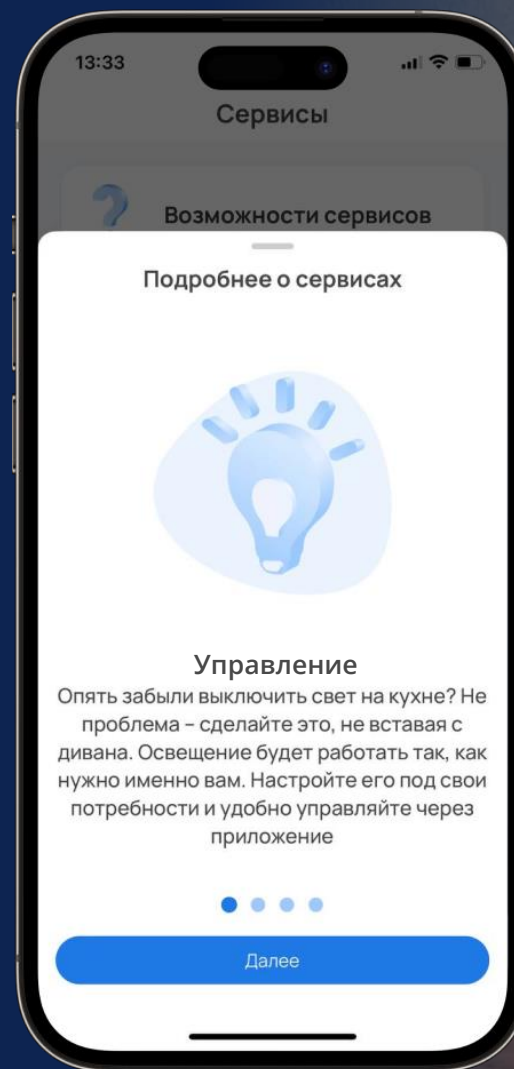 13:33
Сервисы
Возможности сервисов
Подробнее о сервисах
Управление
Опять забыли выключить свет на кухне? Не
проблема – сделайте это, не вставая с
дивана. Освещение будет работать так, как
нужно именно вам. Настройте его под свои
потребности и удобно управляйте через
приложение
Далее